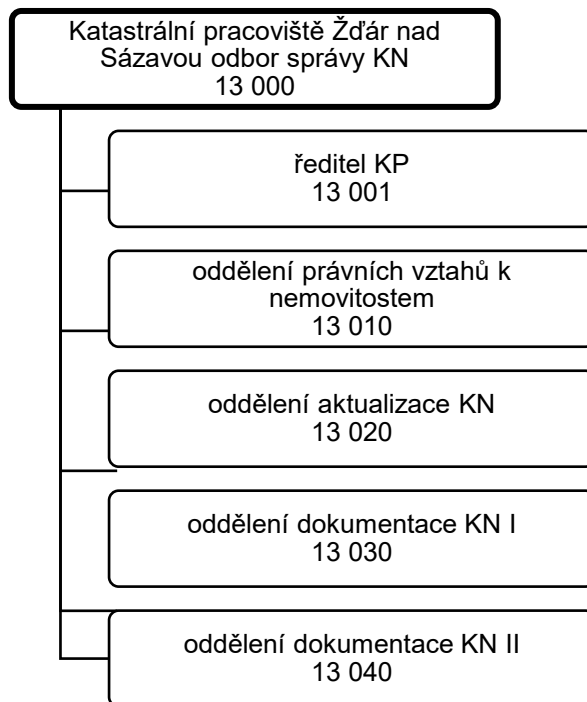 Katastrální pracoviště Žďár nad
Sázavou odbor správy KN
13 000
ředitel KP
13 001
oddělení právních vztahů k
nemovitostem
13 010
oddělení aktualizace KN
13 020
oddělení dokumentace KN I
13 030
oddělení dokumentace KN II
13 040